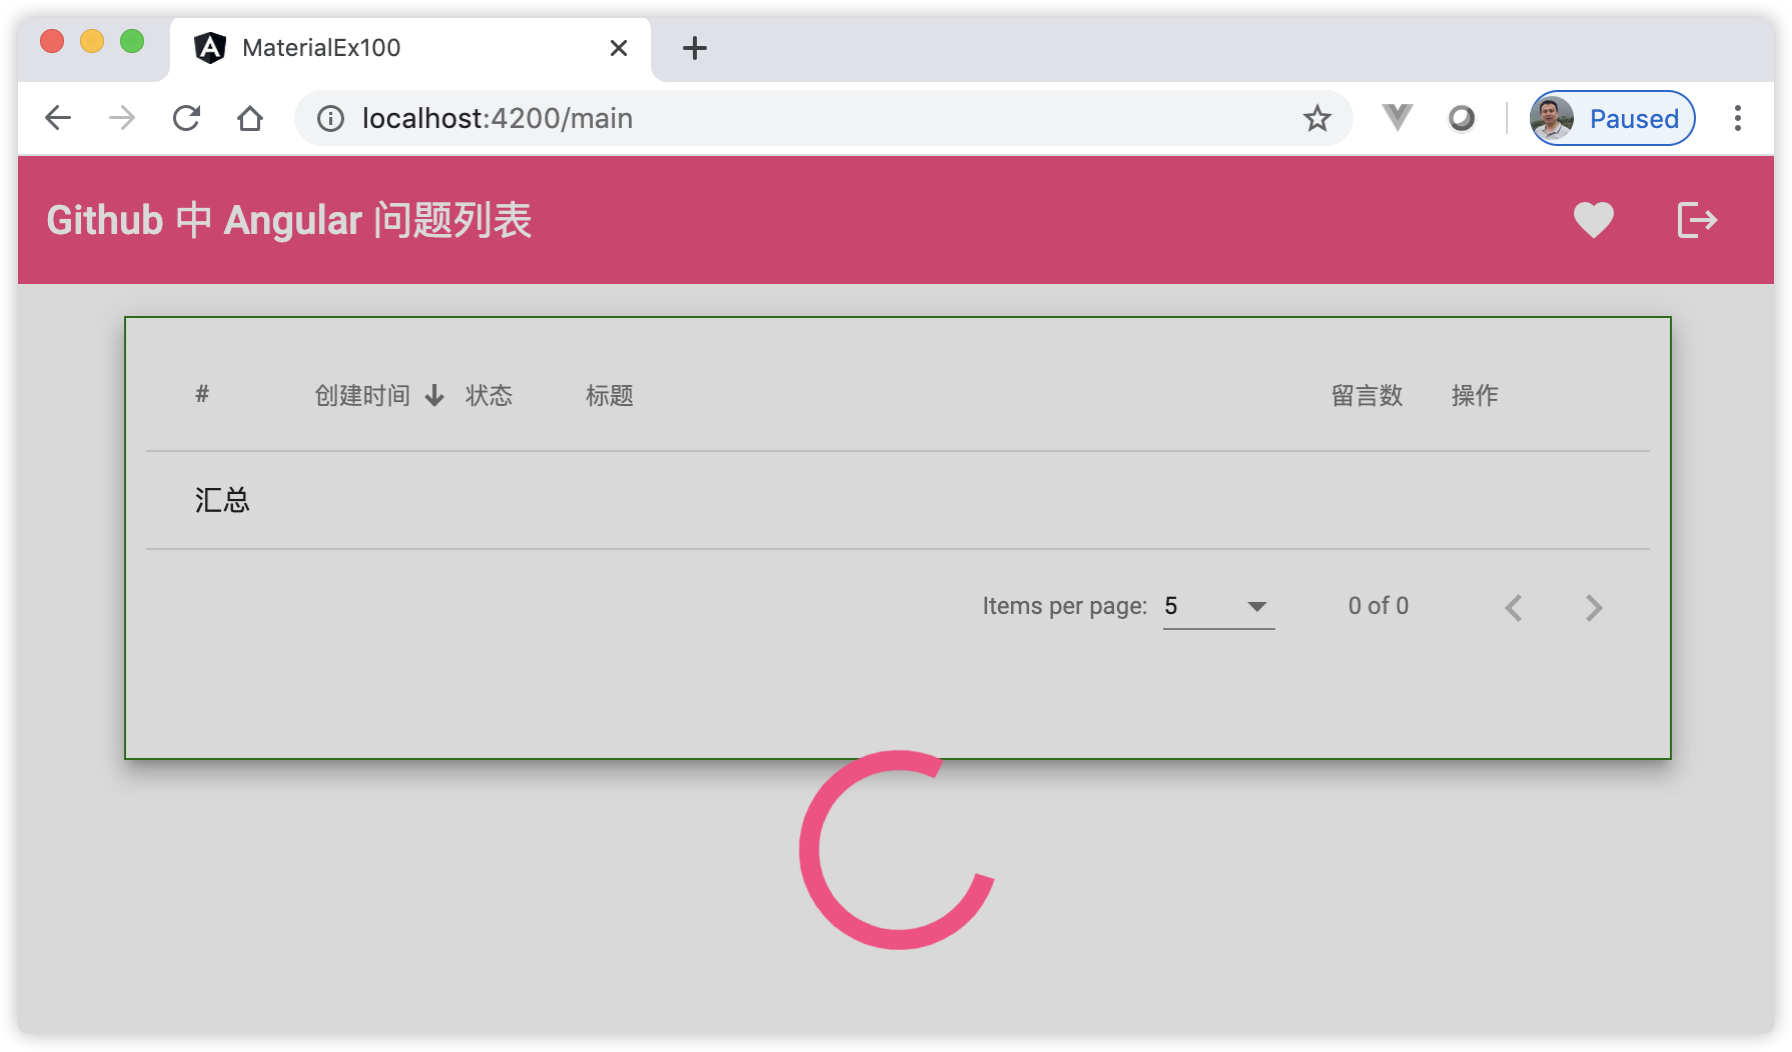 MaterialEx100
localhost:4200/main
Paused
Github 中 Angular 问题列表
# 创建时间 状态 标题 留言数 操作
汇总
Items per page: 5 0 of 0